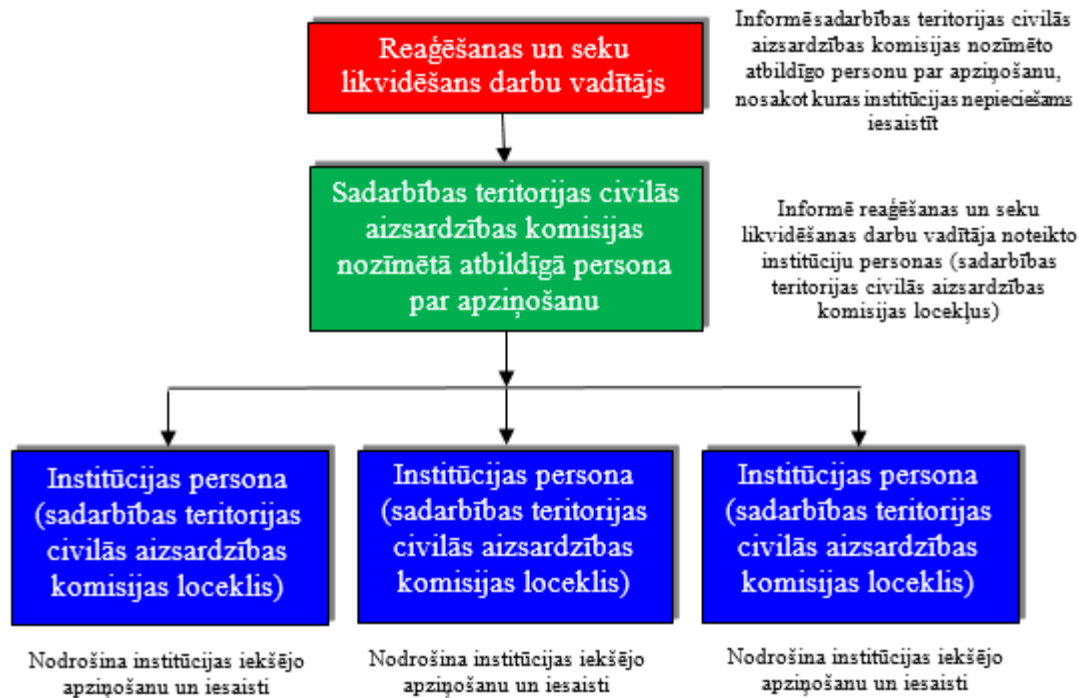 Reaģēšanas un seku
likvidēšans darbu vadītājs
Informē sadarbības teritorijas civilās
aizsardzības komisijas nozīmēto
atbildīgo personu par apziņošanu,
nosakot kuras institūcijas nepieciešams
iesaistīt
Sadarbības teritorijas civilās
aizsardzības komisijas
nozīmētā atbildīgā persona
par apziņošanu
Informē reaģēšanas un seku
likvidēšanas darbu vadītāja noteikto
institūciju personas (sadarbības
teritorijas civilās aizsardzības
komisijas locekļus)
Institūcijas persona
(sadarbības teritorijas
civilās aizsardzības
komisijas loceklis)
Institūcijas persona
(sadarbības teritorijas
civilās aizsardzības
komisijas loceklis)
Institūcijas persona
(sadarbības teritorijas
civilās aizsardzības
komisijas loceklis)
Nodrošina institūcijas iekšējo
apziņošanu un iesaisti
Nodrošina institūcijas iekšējo
apziņošanu un iesaisti
Nodrošina institūcijas iekšējo
apziņošanu un iesaisti